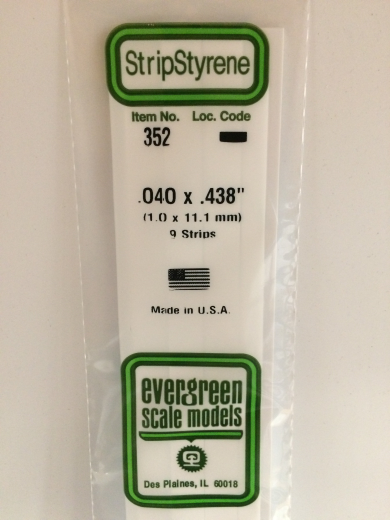 StripStyrene
Item No. Loc. Code
352
.040 x .438"
(1.0 x 11.1 mm)
9 Strips
Made in U.S.A.
evergreen
scale models
Des Plaines, IL 60018